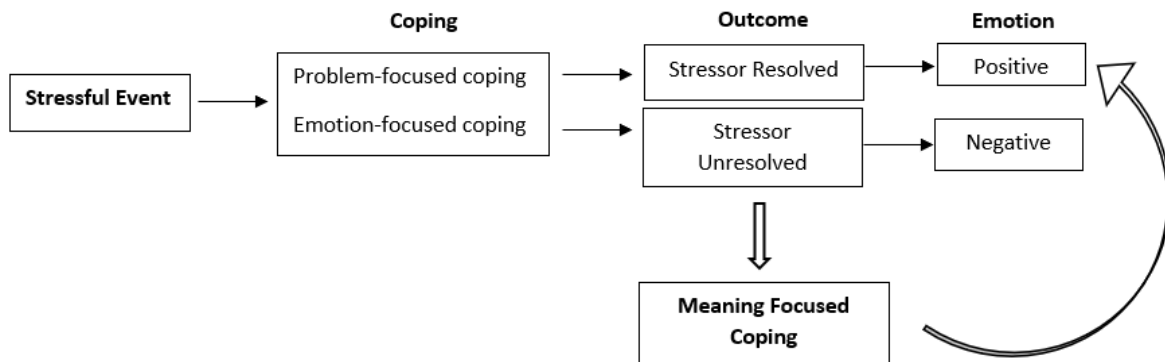 Coping
Outcome
Emotion
Stressful Event
Problem-focused coping
Emotion-focused coping
Stressor Resolved
Positive
Stressor
Unresolved
Negative
Meaning Focused
Coping